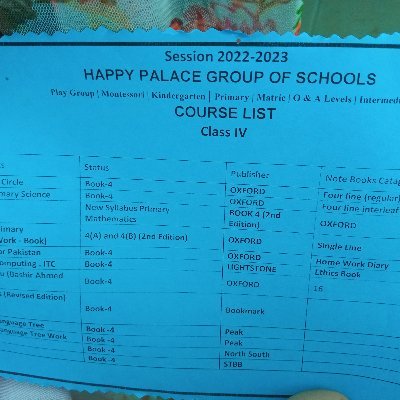 Session 2022-2023
HAPPY PALACE GROUP OF SCHOOLS
Play Group | Montessori | Kindergarten | Primary | Matric | O & A Levels | Intermed
COURSE LIST
Class IV
Status Publisher Note Books
Circle Book-4 OXFORD Four line (regular)
mary Science Book-4 OXFORD Four line interleaf
New Syllabus Primary Mathematics BOOK 4 (2nd Edition) OXFORD
rimary
Work - Book) 4(A) and 4(B) (2nd Edition) OXFORD Single Line
or Pakistan Book-4 OXFORD Home Work Diary
omputing - ITC Book-4 LIGHTSTONE Ethics Book
u (Bashir Ahmed Book-4 OXFORD 16
(Revised Edition) Book-4 Bookmark
anguage Tree Book -4 Peak
anguage Tree Work Book -4 Peak
Book -4 North South
Book -4 STBB